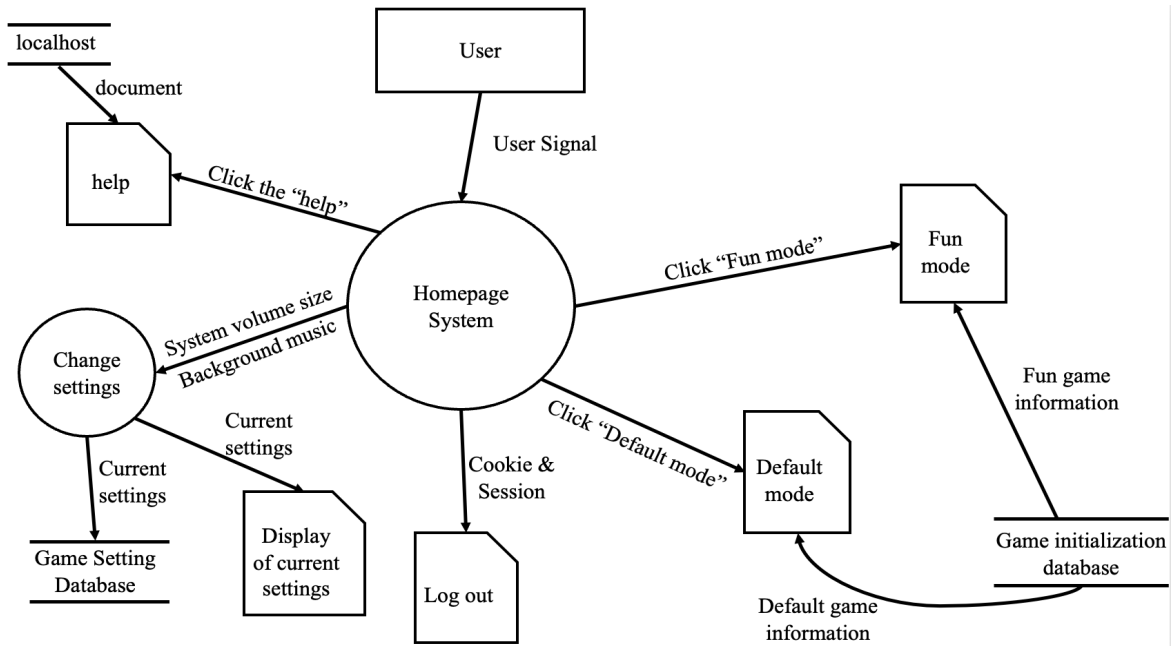 localhost
User
document
User Signal
help
Click the “help”
Click “Fun mode”
Fun
mode
Homepage
System
System volume size
Background music
Change
settings
Fun game
information
Click “Default mode”
Current
settings
Current
settings
Cookie &
Session
Default
mode
Display
of current
settings
Game initialization
database
Game Setting
Database
Log out
Default game
information